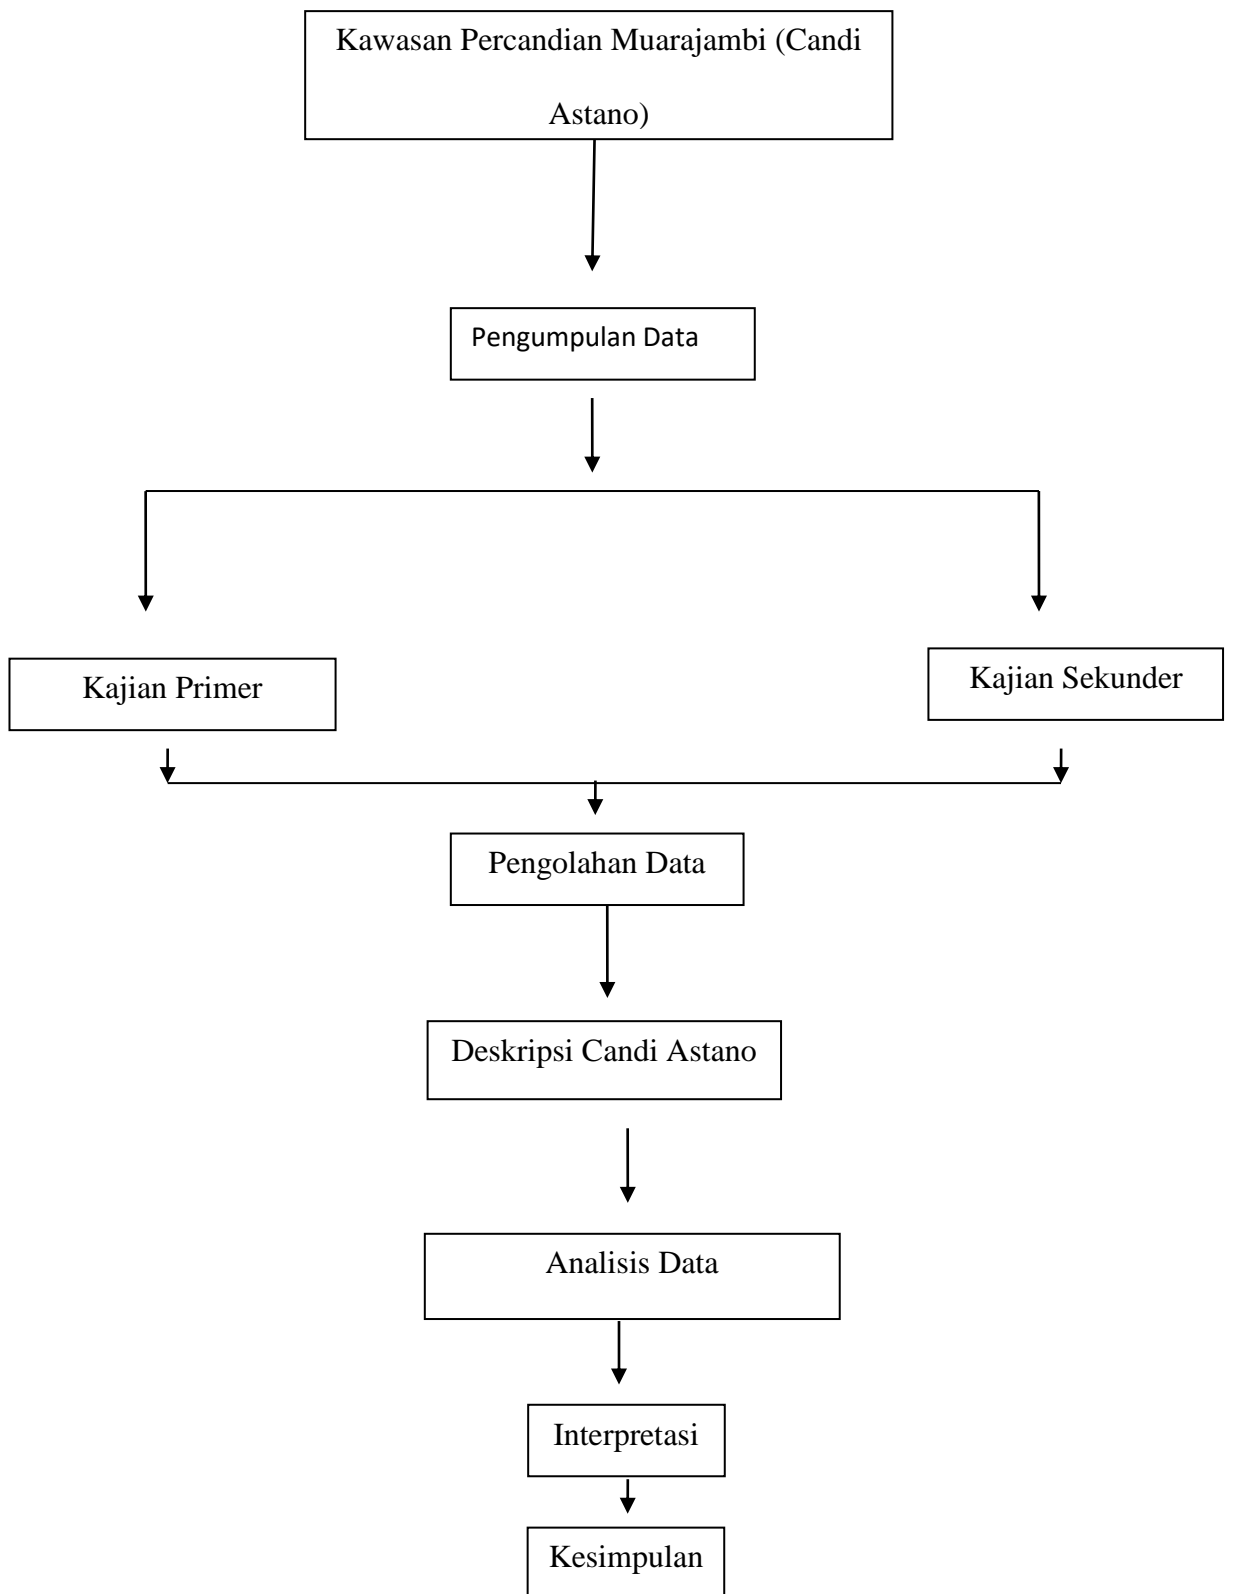 Kawasan Percandian Muarajambi (Candi
Astano)
Pengumpulan Data
Kajian Primer
Kajian Sekunder
Pengolahan Data
Deskripsi Candi Astano
Analisis Data
Interpretasi
Kesimpulan